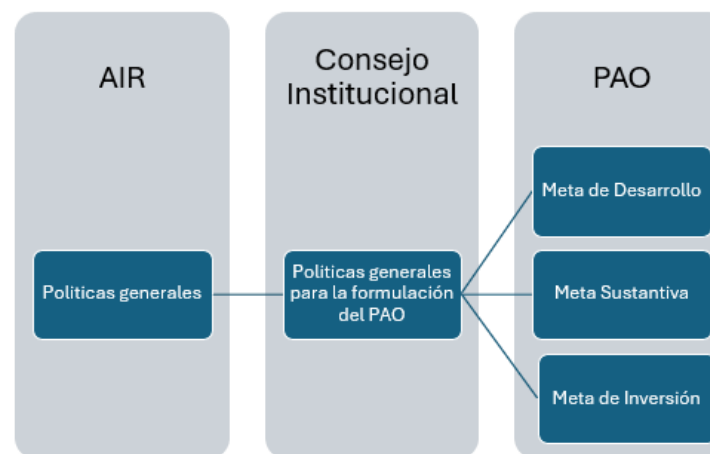 AIR
Consejo
Institucional
PAO
Politicas generales
Politicas generales
para la formulación
del PAO
Meta de Desarrollo
Meta Sustantiva
Meta de Inversión